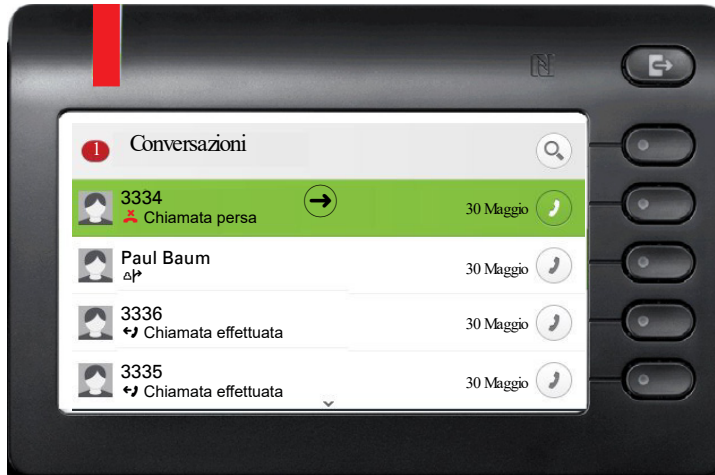 1 Conversazioni
3334
Chiamata persa
30 Maggio
Paul Baum
30 Maggio
3336
Chiamata effettuata
30 Maggio
3335
Chiamata effettuata
30 Maggio